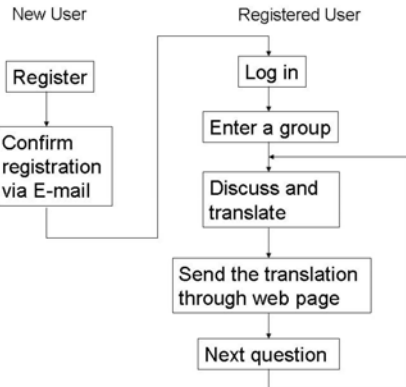 New User
Register
Confirm
registration
via E-mail
Registered User
Log in
Enter a group
Discuss and
translate
Send the translation
through web page
Next question